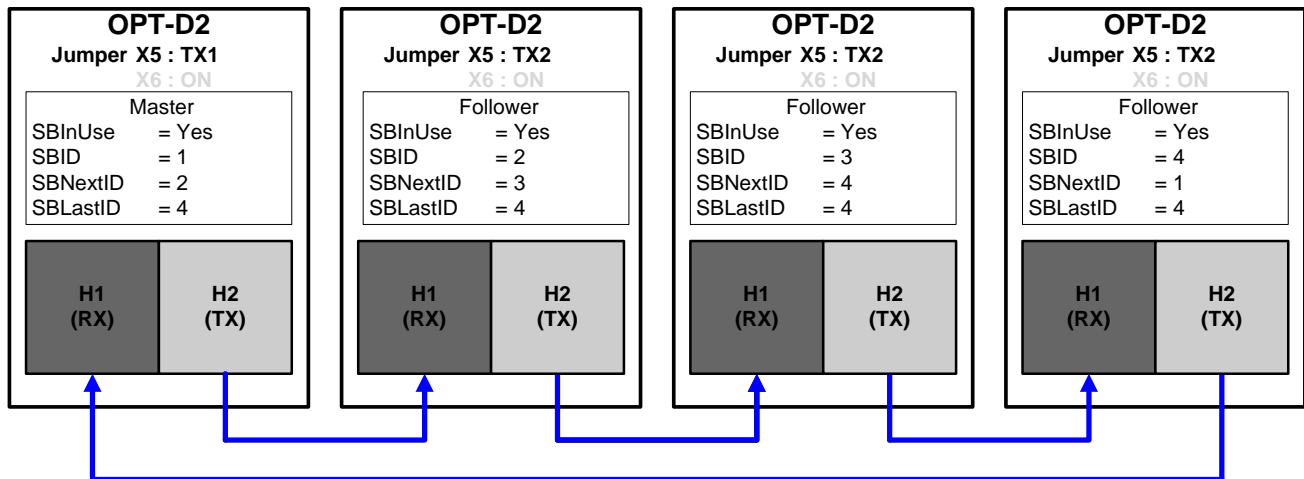 OPT-D2
Jumper X5 : TX1
X6 : ON
Master
SBInUse = Yes
SBID = 1
SBNextID = 2
SBLastID = 4
H1
(RX)
H2
(TX)
OPT-D2
Jumper X5 : TX2
X6 : ON
Follower
SBInUse = Yes
SBID = 2
SBNextID = 3
SBLastID = 4
H1
(RX)
H2
(TX)
OPT-D2
Jumper X5 : TX2
X6 : ON
Follower
SBInUse = Yes
SBID = 3
SBNextID = 4
SBLastID = 4
H1
(RX)
H2
(TX)
OPT-D2
Jumper X5 : TX2
X6 : ON
Follower
SBInUse = Yes
SBID = 4
SBNextID = 1
SBLastID = 4
H1
(RX)
H2
(TX)